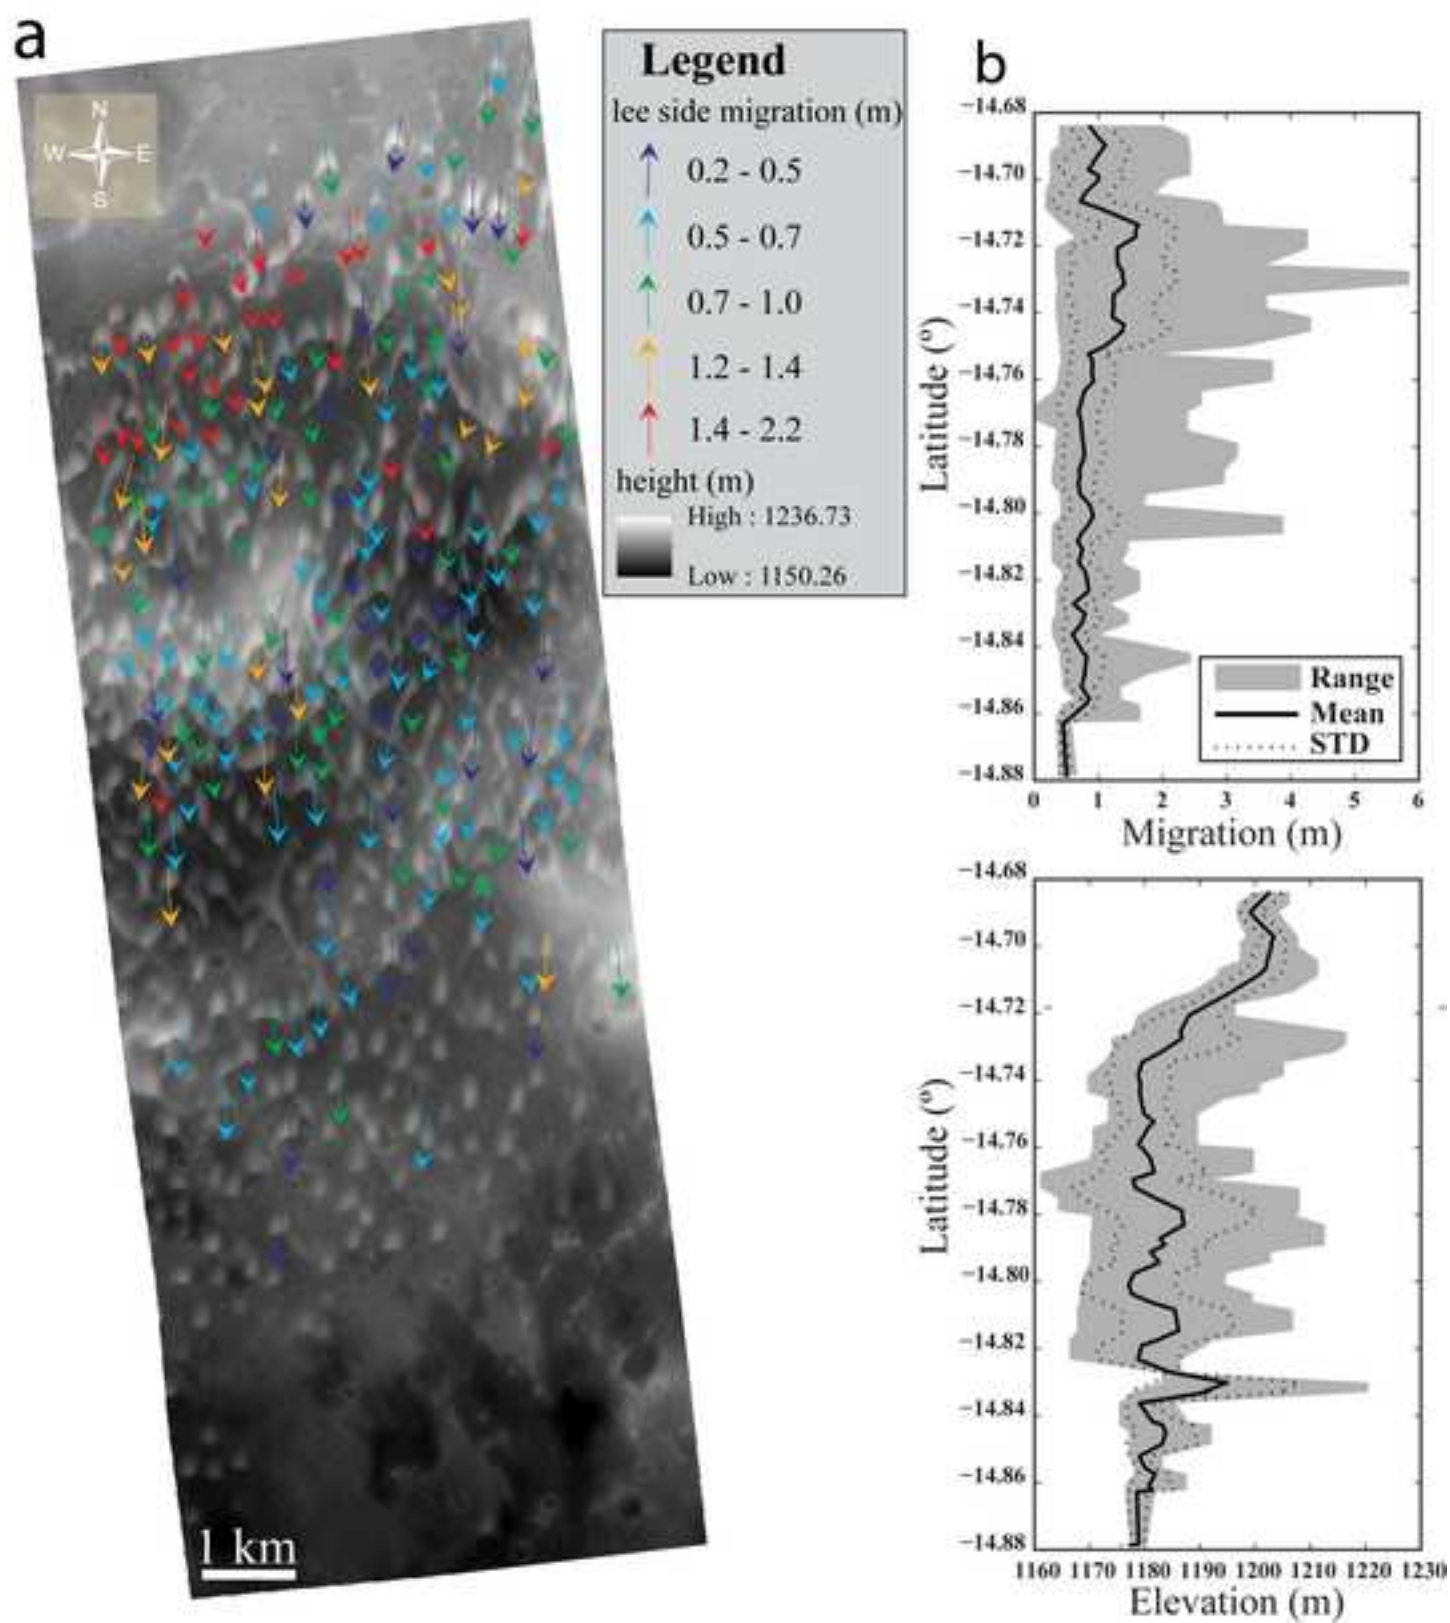 a
N
W E
S
1 km
Legend
lee side migration (m)
0.2 - 0.5
0.5 - 0.7
0.7 - 1.0
1.2 - 1.4
1.4 - 2.2
height (m)
High : 1236.73
Low : 1150.26
b
−14.68
−14.70
−14.72
−14.74
−14.76
−14.78
−14.80
−14.82
−14.84
−14.86
−14.88
Latitude (º)
Range
Mean
STD
0 1 2 3 4 5 6
Migration (m)
−14.68
−14.70
−14.72
−14.74
−14.76
−14.78
−14.80
−14.82
−14.84
−14.86
−14.88
Latitude (º)
1160 1170 1180 1190 1200 1210 1220 1230
Elevation (m)